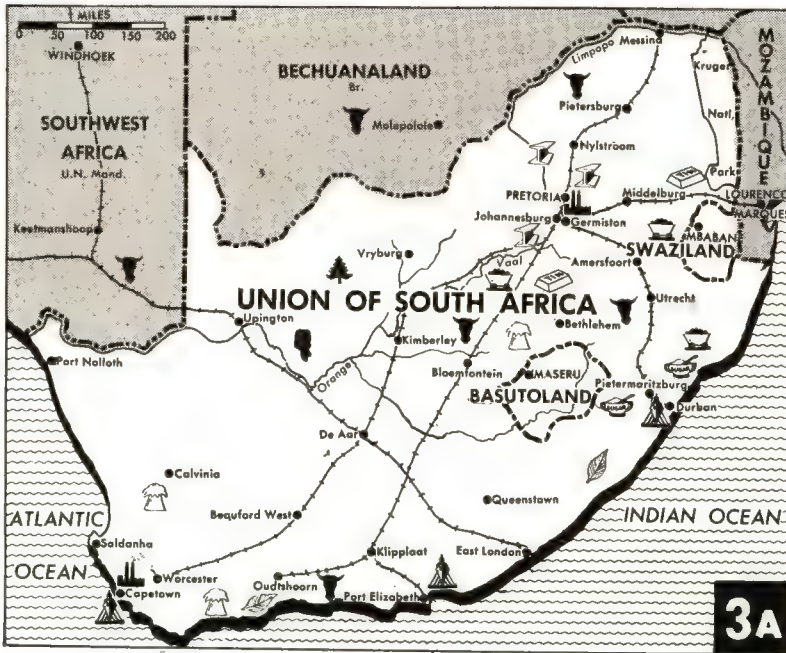 MILES
0 50 100 150 200
WINDHOEK
SOUTHWEST
AFRICA
U.N. Mand.
Keetmanshoop
BECHUANALAND
Br.
Molepolole
Limpopo
Messina
Kruger
Natl.
Park
MOZAMBIQUE
Pietersburg
Nylstroom
PRETORIA
Middelburg
LOURENCO
MARQUES
Johannesburg
Germiston
MBABAN
SWAZILAND
Vryburg
Vaal
Amersfoort
UNION OF SOUTH AFRICA
Utrecht
Upington
Kimberley
Bethlehem
Port Nolloth
Orange
Bloemfontein
MASERU
BASUTOLAND
Pietermaritzburg
Durban
De Aar
Calvinia
Queenstown
Bequford West
ATLANTIC
OCEAN
INDIAN OCEAN
Saldanha
Klipplaat
East London
Worcester
Oudtshoorn
Capetown
Port Elizabeth
3A